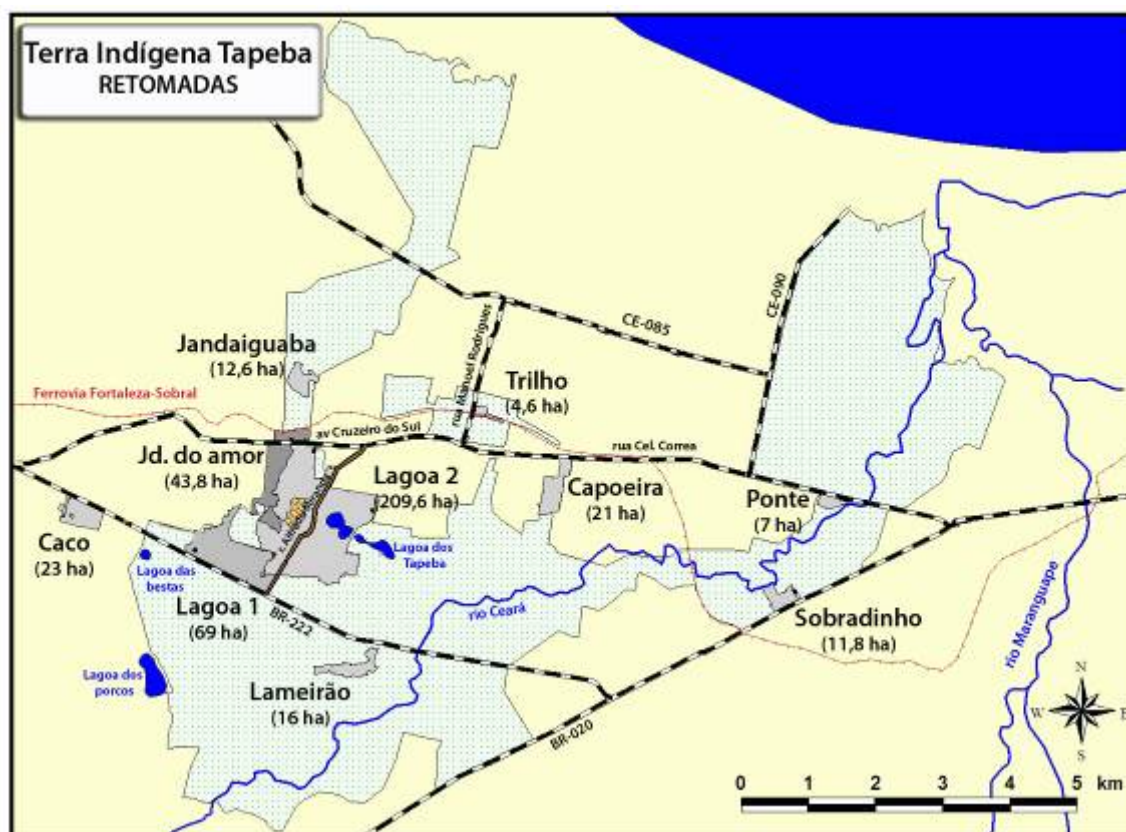 Terra Indígena Tapeba
RETOMADAS
CE-090
CE-085
rua Manuel Rodrigues
Jandaiguaba
(12,6 ha)
Trilho
(4,6 ha)
Ferrovia Fortaleza-Sobral
av Cruzeiro do Sul
rua Cel. Correa
Jd. do amor
(43,8 ha)
Lagoa 2
(209,6 ha)
Capoeira
(21 ha)
Ponte
(7 ha)
Caco
(23 ha)
Lagoa das
bestas
Lagoa dos
Tapeba
Lagoa 1
(69 ha)
BR-222
rio Ceará
Sobradinho
(11,8 ha)
rio Maranguape
Lagoa dos
porcos
Lameirão
(16 ha)
BR-020
N
W
E
S
0 1 2 3 4 5 km